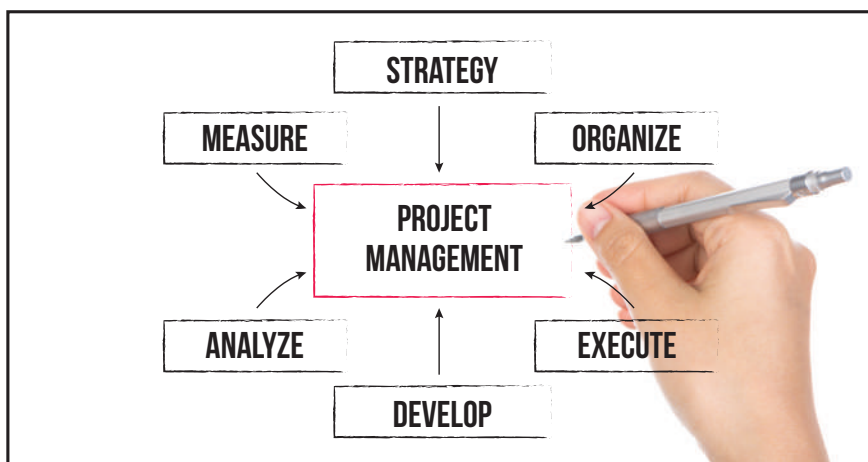 STRATEGY
MEASURE
ORGANIZE
PROJECT
MANAGEMENT
ANALYZE
EXECUTE
DEVELOP